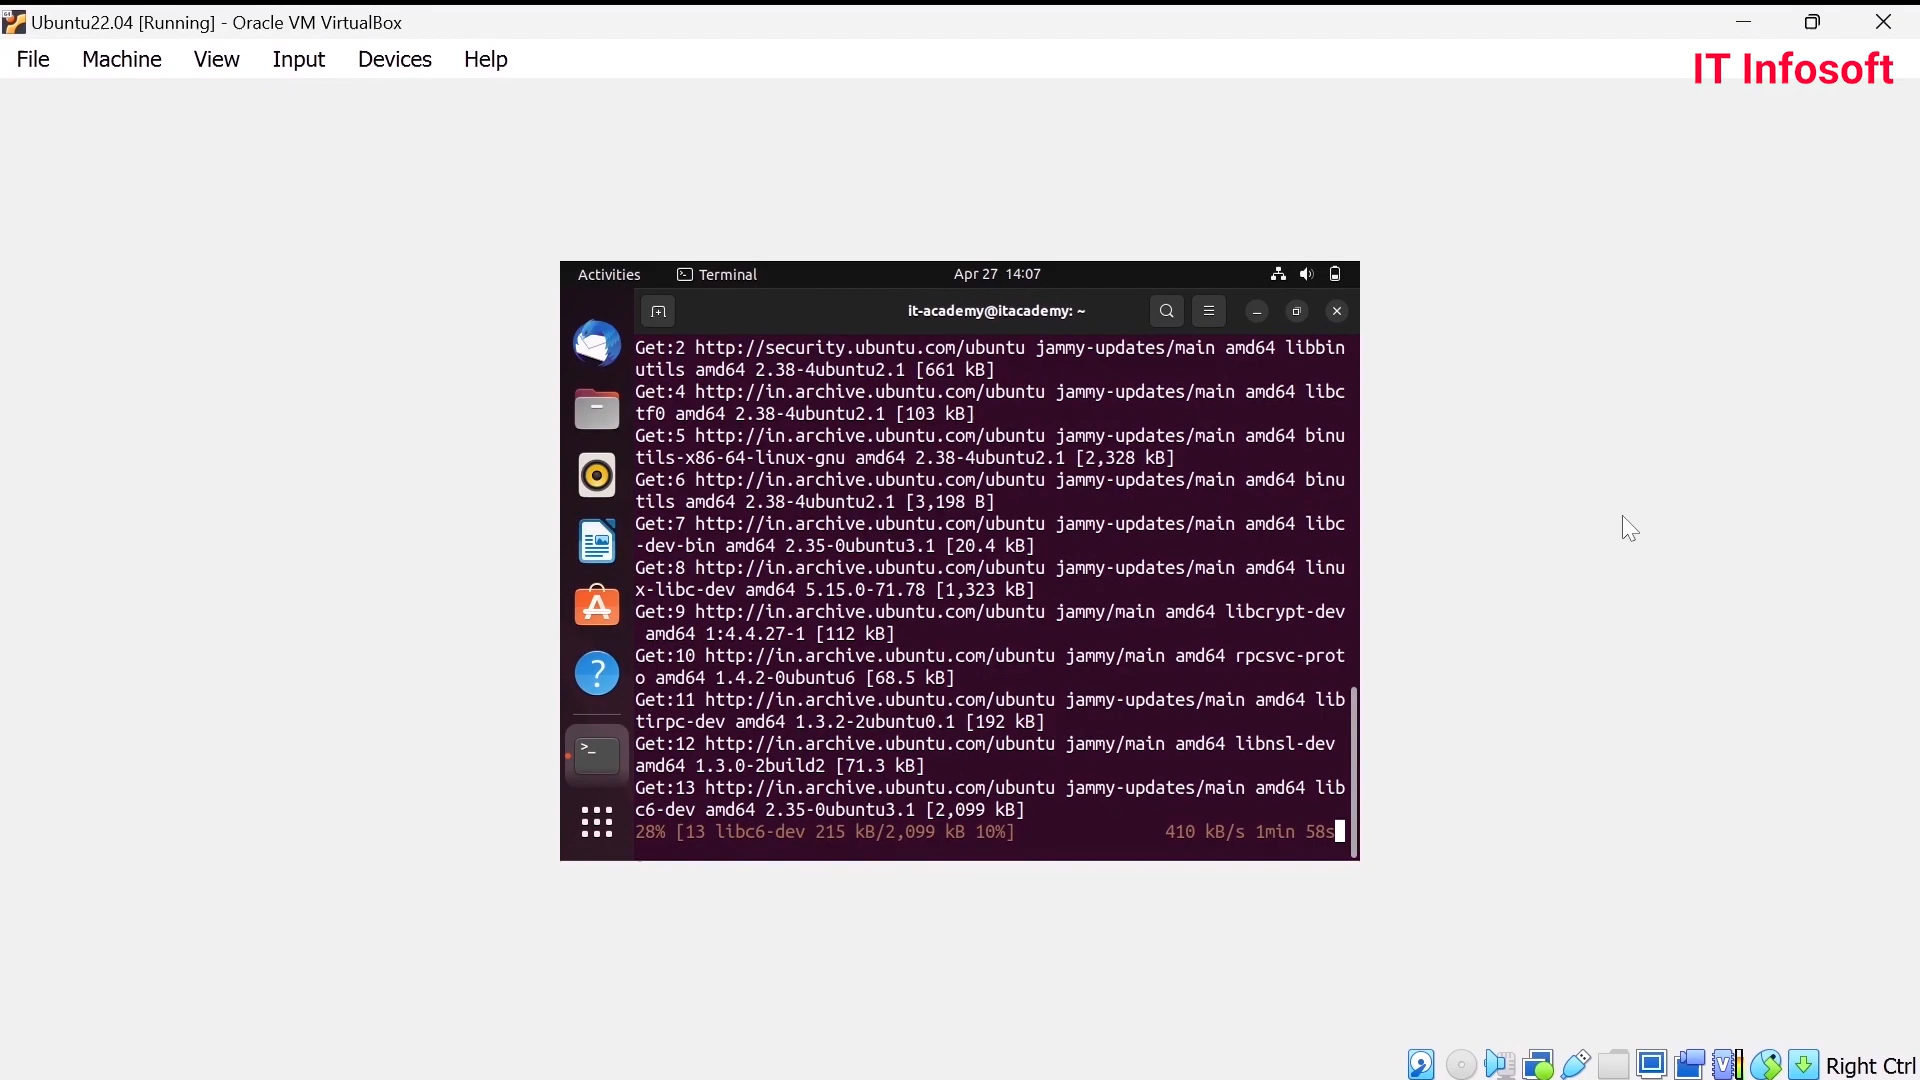 Ubuntu22.04 [Running] - Oracle VM VirtualBox
File Machine View Input Devices Help
IT Infosoft
Activities Terminal Apr 27 14:07
it-academy@itacademy: ~
Get:2 http://security.ubuntu.com/ubuntu jammy-updates/main amd64 libbin
utils amd64 2.38-4ubuntu2.1 [661 kB]
Get:4 http://in.archive.ubuntu.com/ubuntu jammy-updates/main amd64 libc
tf0 amd64 2.38-4ubuntu2.1 [103 kB]
Get:5 http://in.archive.ubuntu.com/ubuntu jammy-updates/main amd64 binu
tils-x86-64-linux-gnu amd64 2.38-4ubuntu2.1 [2,328 kB]
Get:6 http://in.archive.ubuntu.com/ubuntu jammy-updates/main amd64 binu
tils amd64 2.38-4ubuntu2.1 [3,198 B]
Get:7 http://in.archive.ubuntu.com/ubuntu jammy-updates/main amd64 libc
-dev-bin amd64 2.35-0ubuntu3.1 [20.4 kB]
Get:8 http://in.archive.ubuntu.com/ubuntu jammy-updates/main amd64 linu
x-libc-dev amd64 5.15.0-71.78 [1,323 kB]
Get:9 http://in.archive.ubuntu.com/ubuntu jammy/main amd64 libcrypt-dev
 amd64 1:4.4.27-1 [112 kB]
Get:10 http://in.archive.ubuntu.com/ubuntu jammy/main amd64 rpcsvc-prot
o amd64 1.4.2-0ubuntu6 [68.5 kB]
Get:11 http://in.archive.ubuntu.com/ubuntu jammy-updates/main amd64 lib
tirpc-dev amd64 1.3.2-2ubuntu0.1 [192 kB]
Get:12 http://in.archive.ubuntu.com/ubuntu jammy/main amd64 libnsl-dev
amd64 1.3.0-2build2 [71.3 kB]
Get:13 http://in.archive.ubuntu.com/ubuntu jammy-updates/main amd64 lib
c6-dev amd64 2.35-0ubuntu3.1 [2,099 kB]
28% [13 libc6-dev 215 kB/2,099 kB 10%] 410 kB/s 1min 58s
Right Ctrl